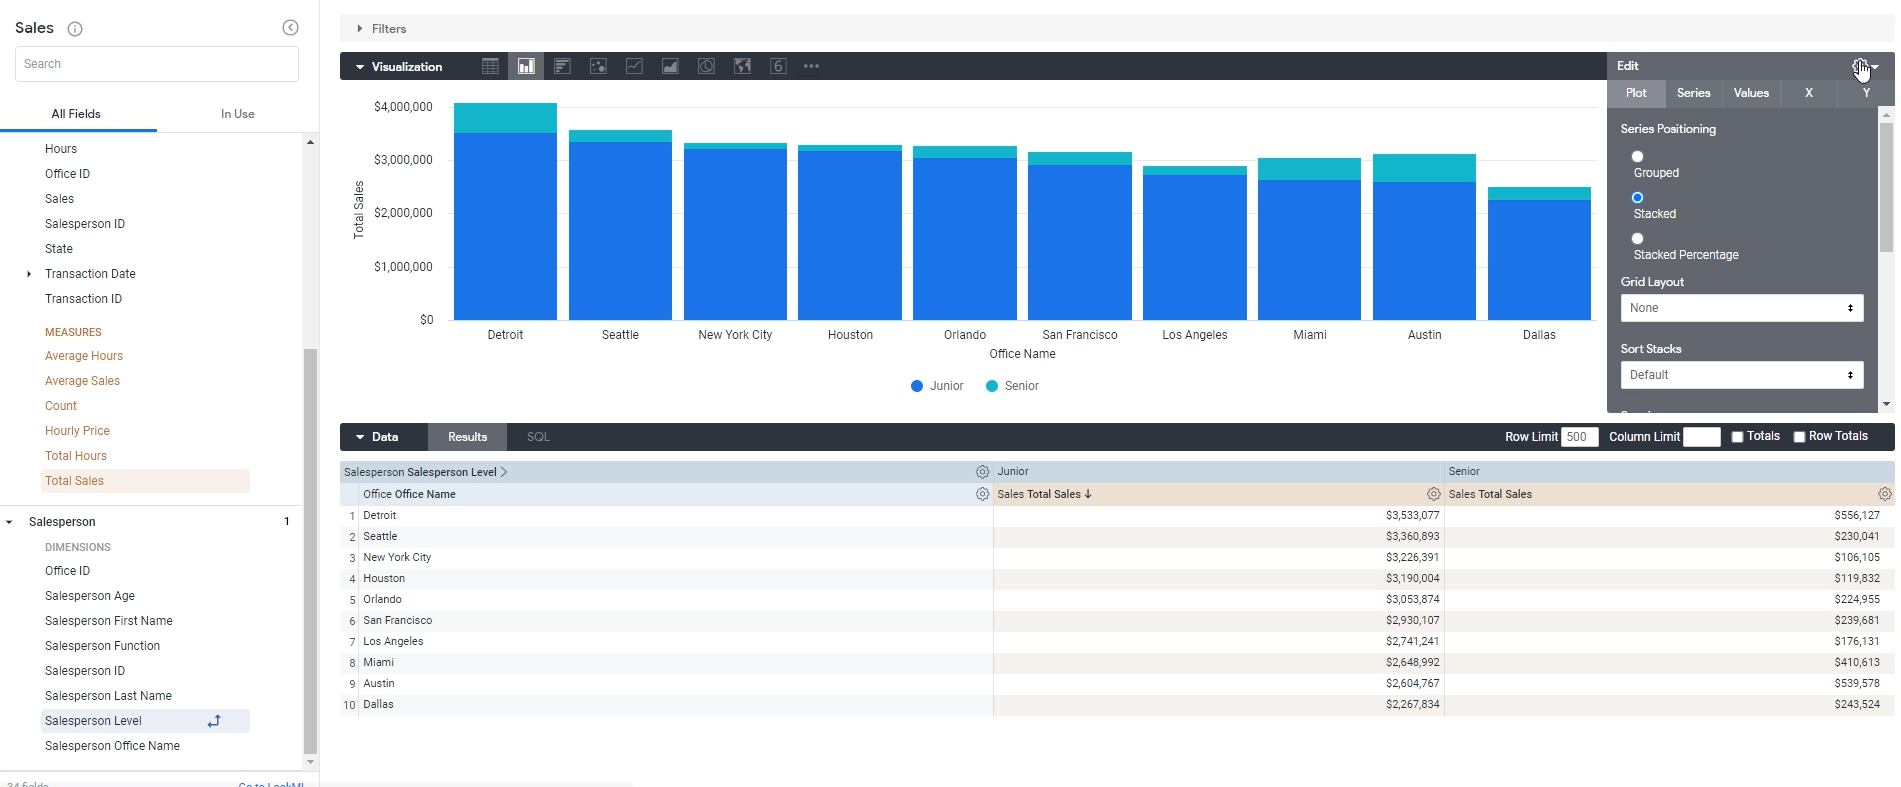 Sales
Search
All Fields In Use
Hours
Office ID
Sales
Salesperson ID
State
Transaction Date
Transaction ID
MEASURES
Average Hours
Average Sales
Count
Hourly Price
Total Hours
Total Sales
Salesperson 1
DIMENSIONS
Office ID
Salesperson Age
Salesperson First Name
Salesperson Function
Salesperson ID
Salesperson Last Name
Salesperson Level
Salesperson Office Name
34 fields Go to LookML
Filters
Visualization 6
Edit
Plot Series Values X Y
Series Positioning
Grouped
Stacked
Stacked Percentage
Grid Layout
None
Sort Stacks
Default
Total Sales
$4,000,000
$3,000,000
$2,000,000
$1,000,000
$0
Detroit Seattle New York City Houston Orlando San Francisco Los Angeles Miami Austin Dallas
Office Name
Junior Senior
Data Results SQL Row Limit 500 Column Limit Totals Row Totals
Salesperson Salesperson Level Junior Senior
Office Office Name Sales Total Sales ↓ Sales Total Sales
1 Detroit $3,533,077 $556,127
2 Seattle $3,360,893 $230,041
3 New York City $3,226,391 $106,105
4 Houston $3,190,004 $119,832
5 Orlando $3,053,874 $224,955
6 San Francisco $2,930,107 $239,681
7 Los Angeles $2,741,241 $176,131
8 Miami $2,648,992 $410,613
9 Austin $2,604,767 $539,578
10 Dallas $2,267,834 $243,524